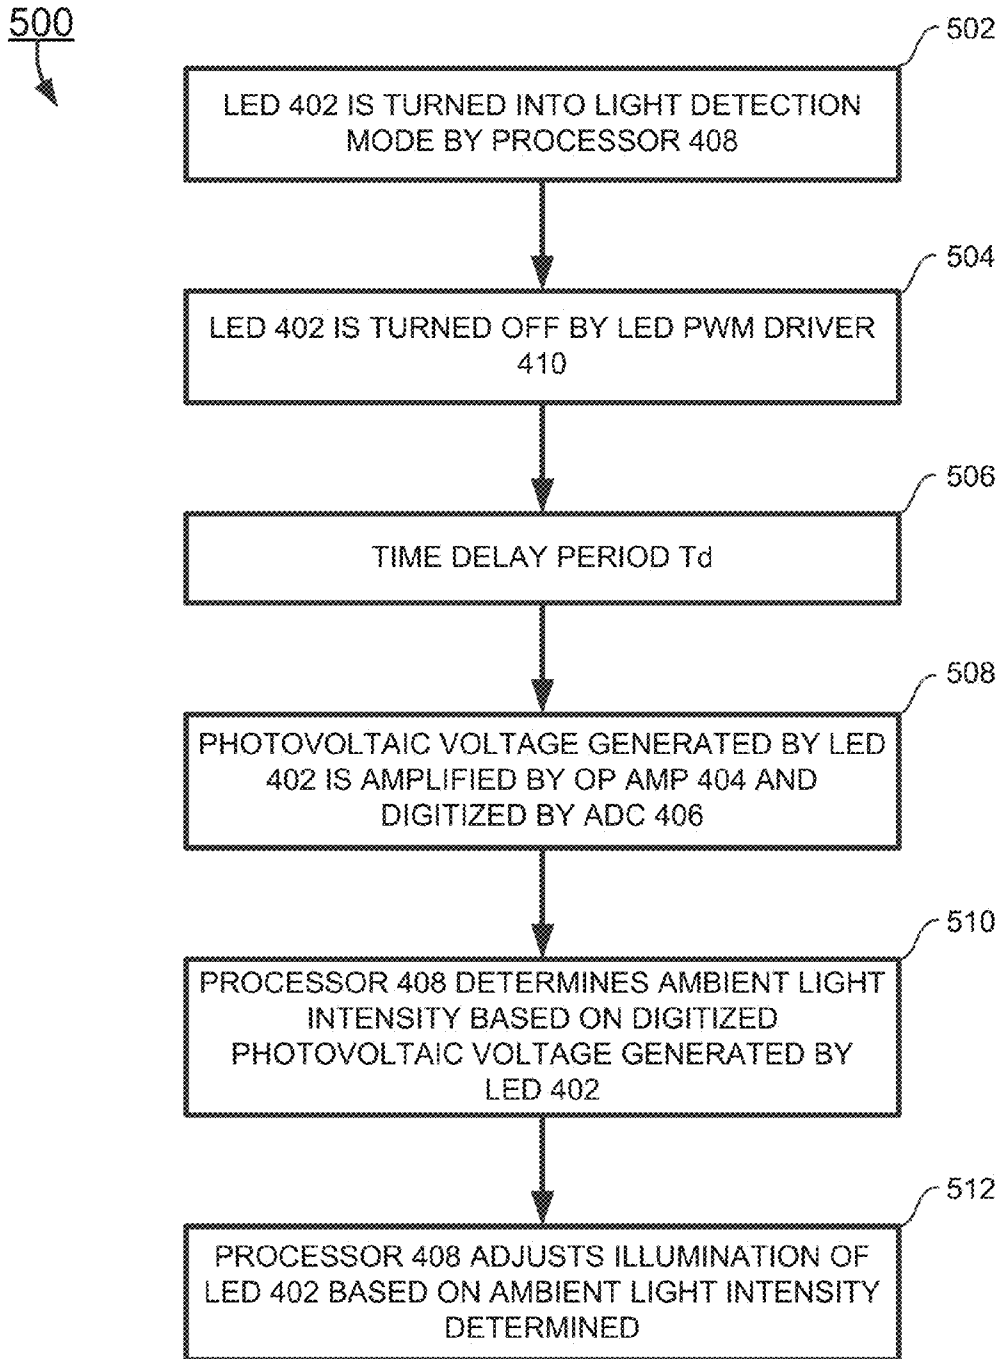 500
502
LED 402 IS TURNED INTO LIGHT DETECTION
MODE BY PROCESSOR 408
504
LED 402 IS TURNED OFF BY LED PWM DRIVER
410
506
TIME DELAY PERIOD Td
508
PHOTOVOLTAIC VOLTAGE GENERATED BY LED
402 IS AMPLIFIED BY OP AMP 404 AND
DIGITIZED BY ADC 406
510
PROCESSOR 408 DETERMINES AMBIENT LIGHT
INTENSITY BASED ON DIGITIZED
PHOTOVOLTAIC VOLTAGE GENERATED BY
LED 402
512
PROCESSOR 408 ADJUSTS ILLUMINATION OF
LED 402 BASED ON AMBIENT LIGHT INTENSITY
DETERMINED